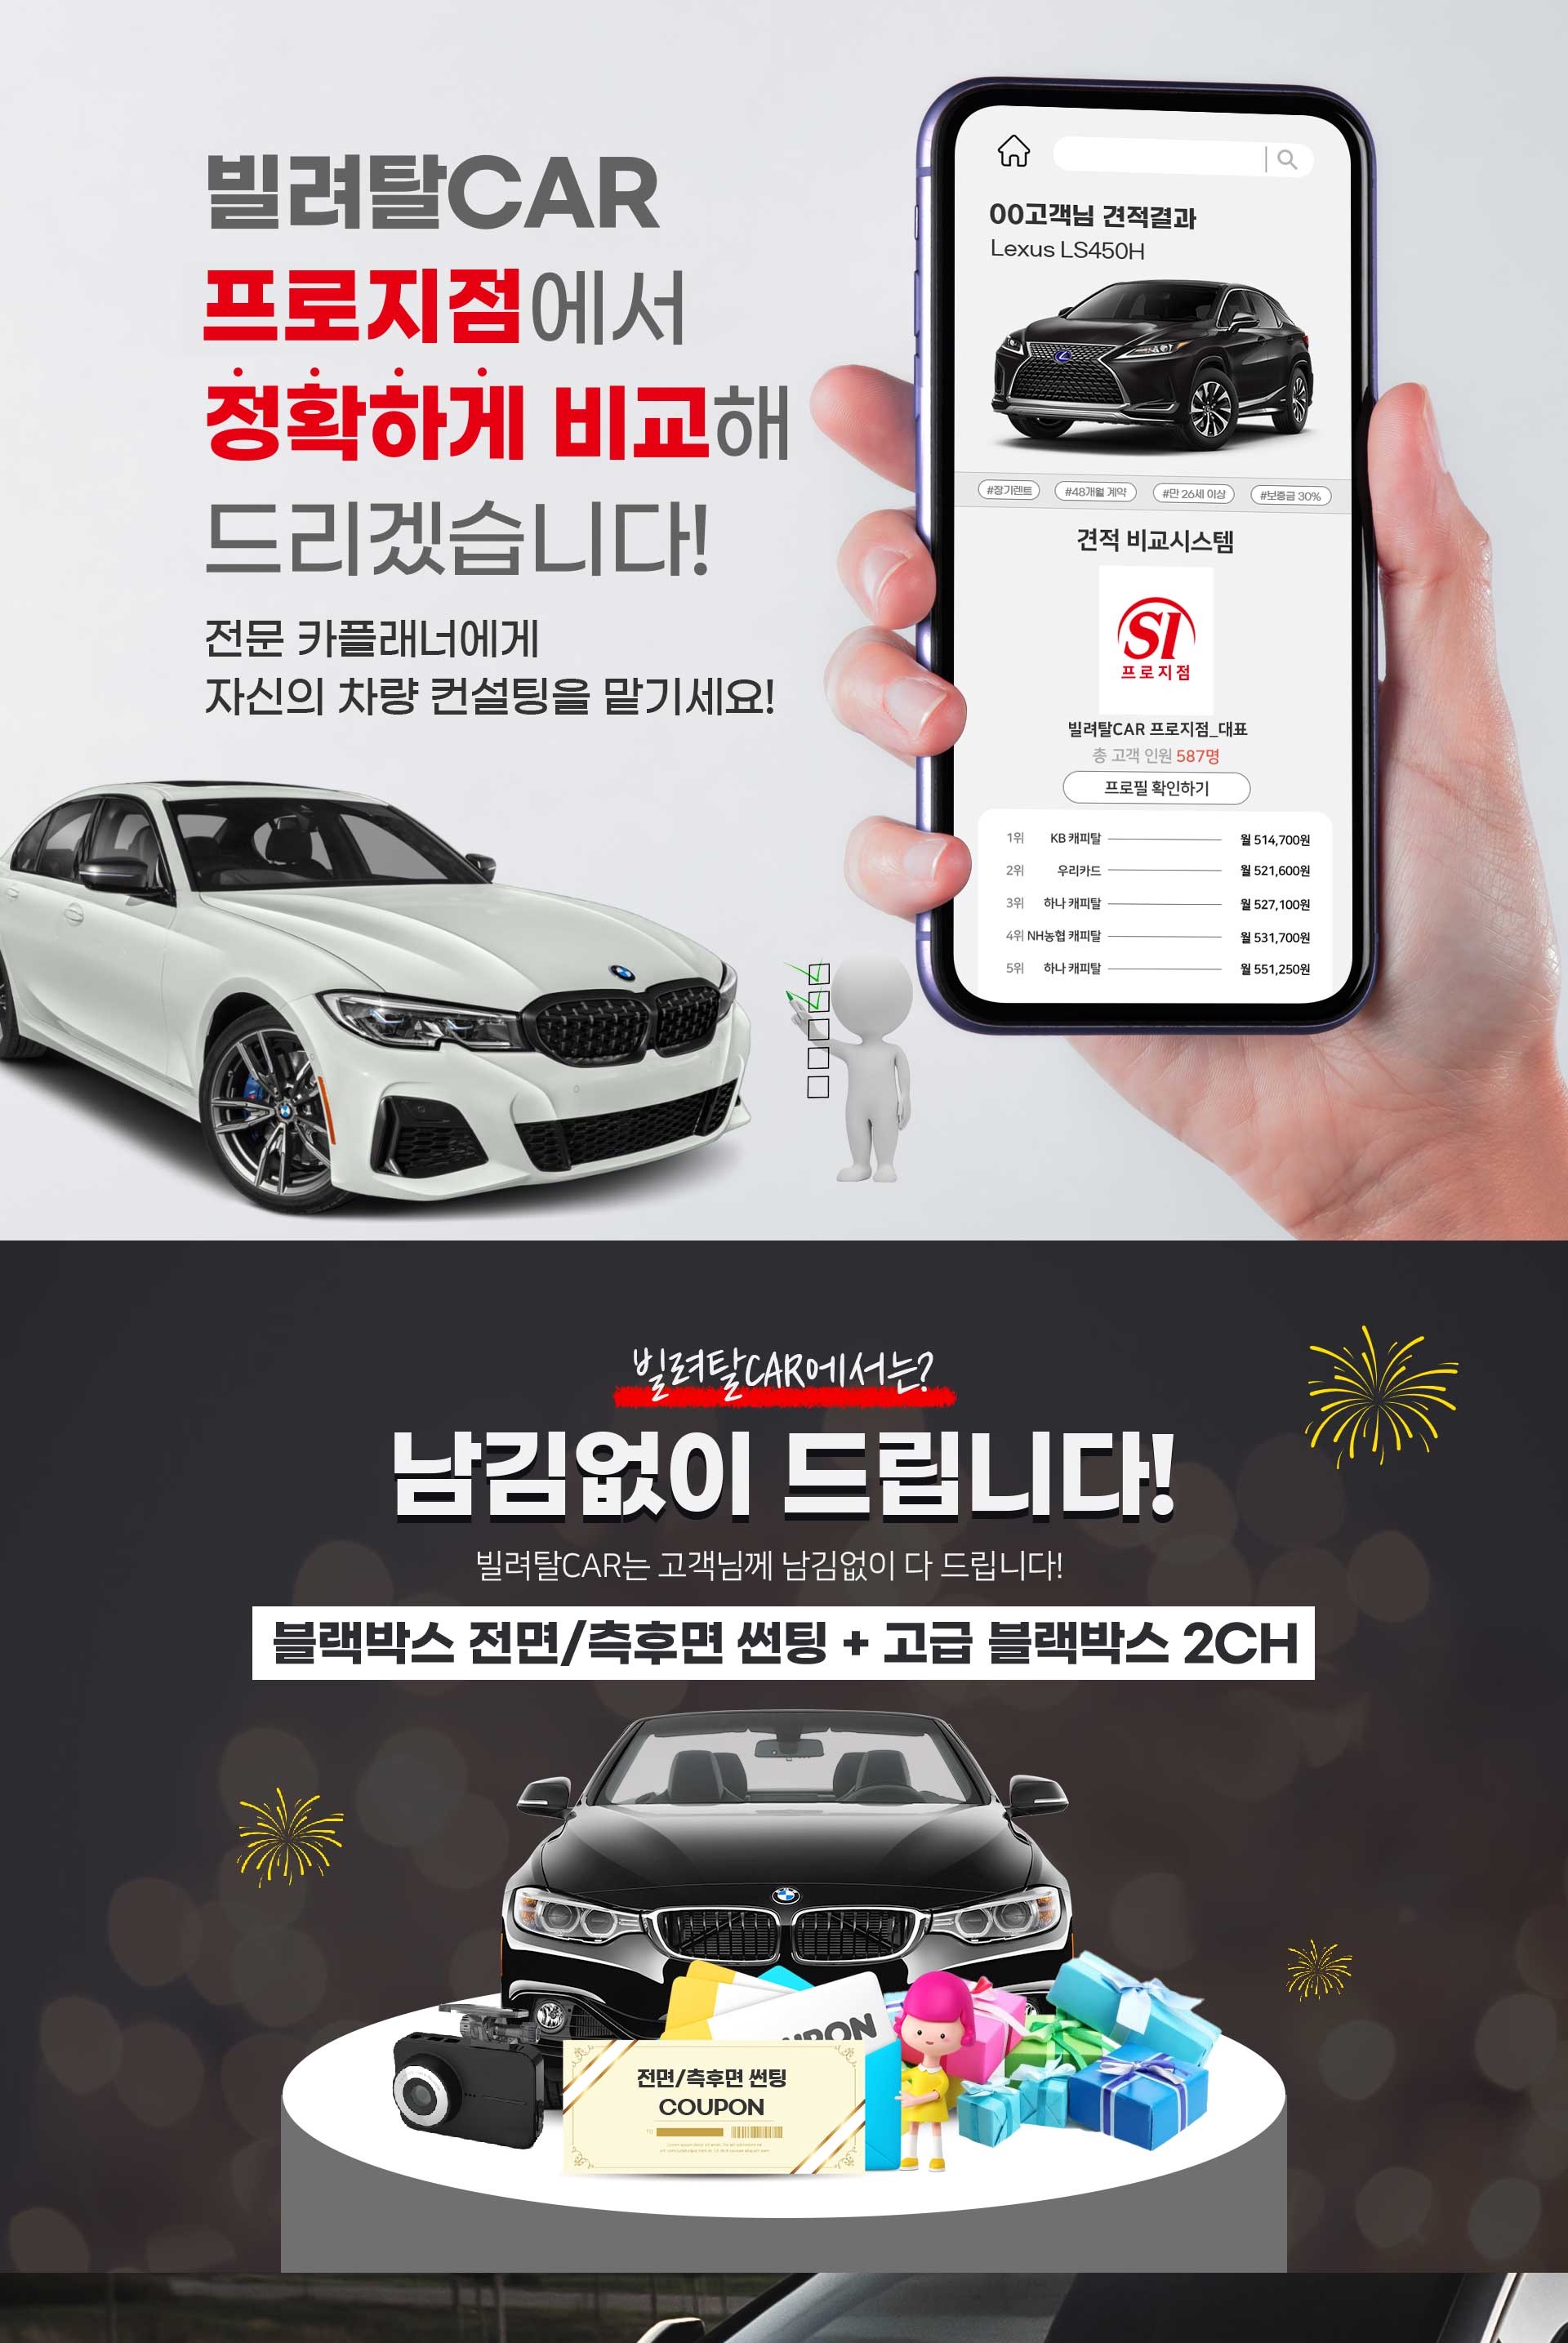 빌려탈CAR
프로지점에서
정확하게 비교해
드리겠습니다!
전문 카플래너에게
자신의 차량 컨설팅을 맡기세요!
00고객님 견적결과
Lexus LS450H
#장기렌트 #48개월 계약 #만 26세 이상 #보증금 30%
견적 비교시스템
SI
프로지점
빌려탈CAR 프로지점_대표
총 고객 인원 587명
프로필 확인하기
1위 KB 캐피탈 월 514,700원
2위 우리카드 월 521,600원
3위 하나 캐피탈 월 527,100원
4위 NH농협 캐피탈 월 531,700원
5위 하나 캐피탈 월 551,250원
빌려탈CAR에서는?
남김없이 드립니다!
빌려탈CAR는 고객님께 남김없이 다 드립니다!
블랙박스 전면/측후면 썬팅 + 고급 블랙박스 2CH
전면/측후면 썬팅
COUPON